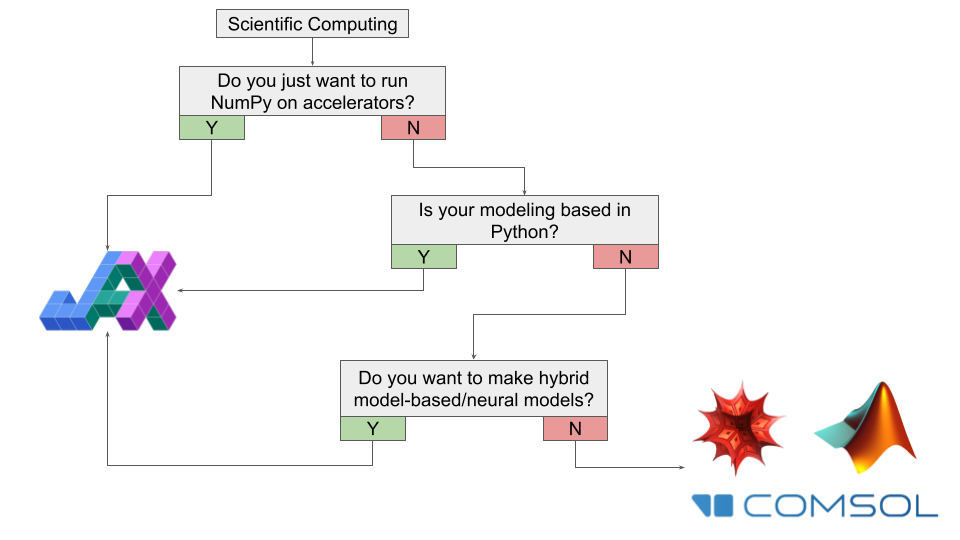 Scientific Computing
Do you just want to run
NumPy on accelerators?
Y
N
Is your modeling based in
Python?
Y
N
JAX
Do you want to make hybrid
model-based/neural models?
Y
N
COMSOL